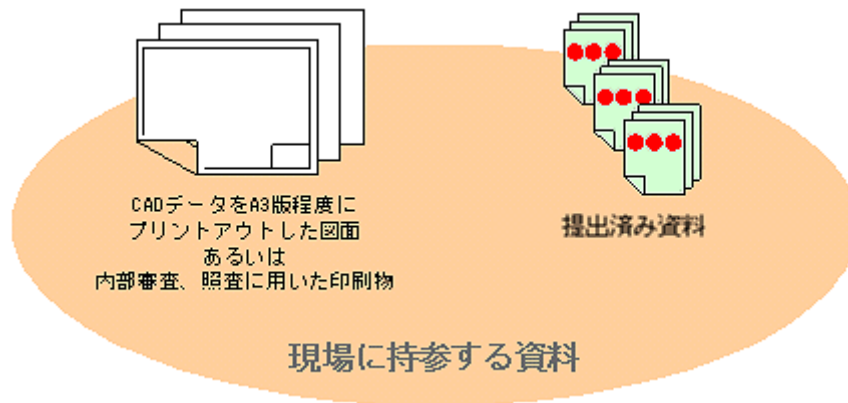 CADデータをA3版程度に
プリントアウトした図面
あるいは
内部審査、照査に用いた印刷物
提出済み資料
現場に持参する資料